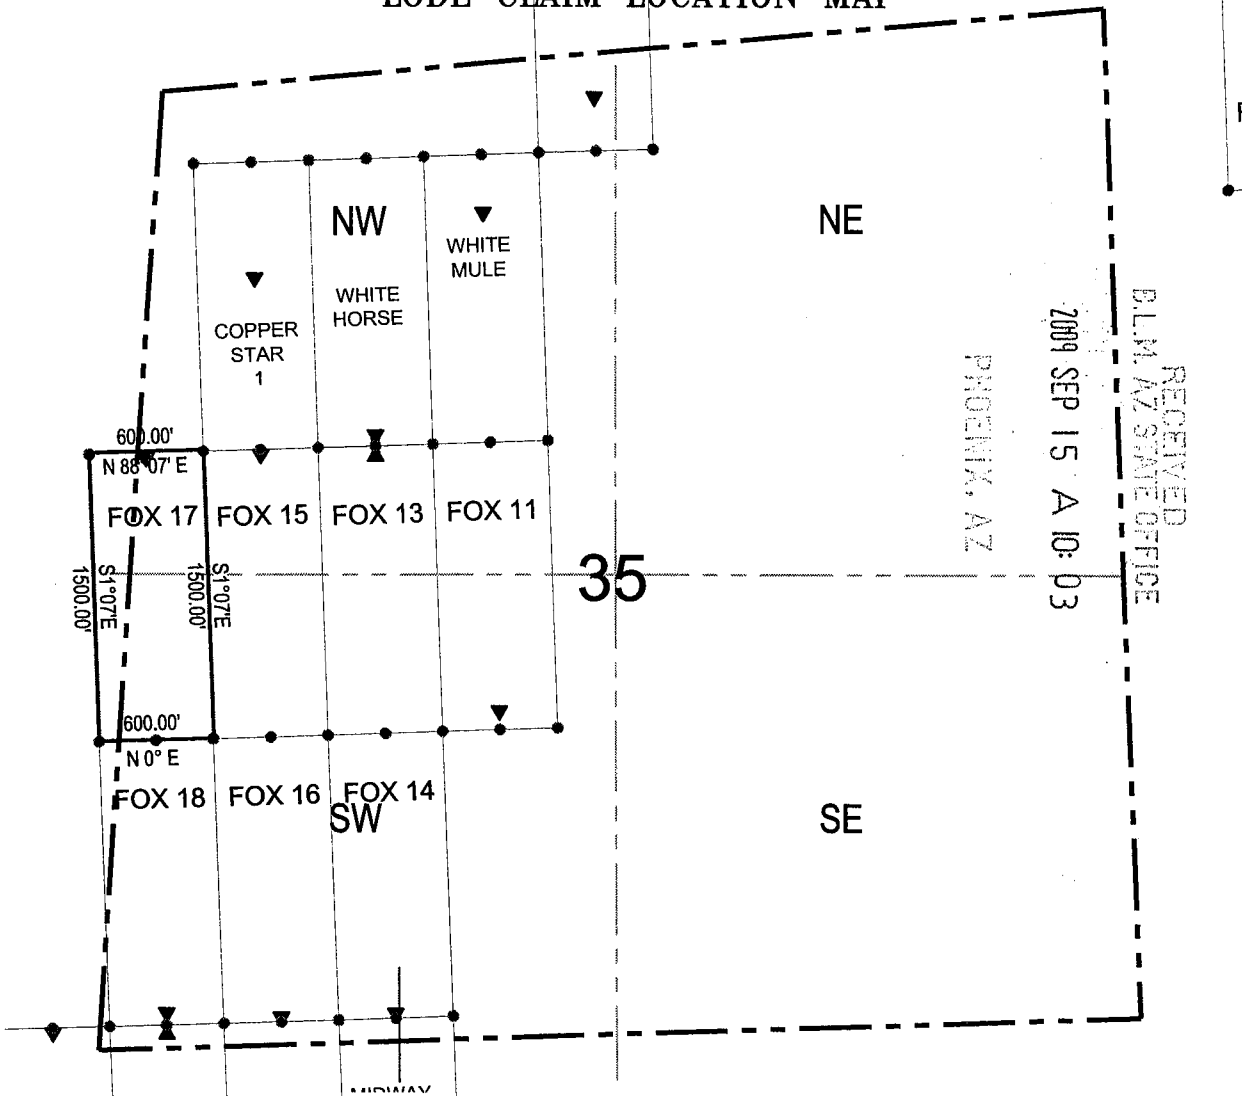 LODE CLAIM LOCATION MAP
NW
NE
WHITE
MULE
WHITE
HORSE
COPPER
STAR
1
RECEIVED
B.L.M. AZ STATE OFFICE
2009 SEP 15 A 10: 03
PHOENIX, AZ
600.00'
N 88°07' E
FOX 17
FOX 15
FOX 13
FOX 11
35
S1°07'E
1500.00'
S1°07'E
1500.00'
600.00'
N 0° E
FOX 18
FOX 16
FOX 14
SW
SE
MIDWAY